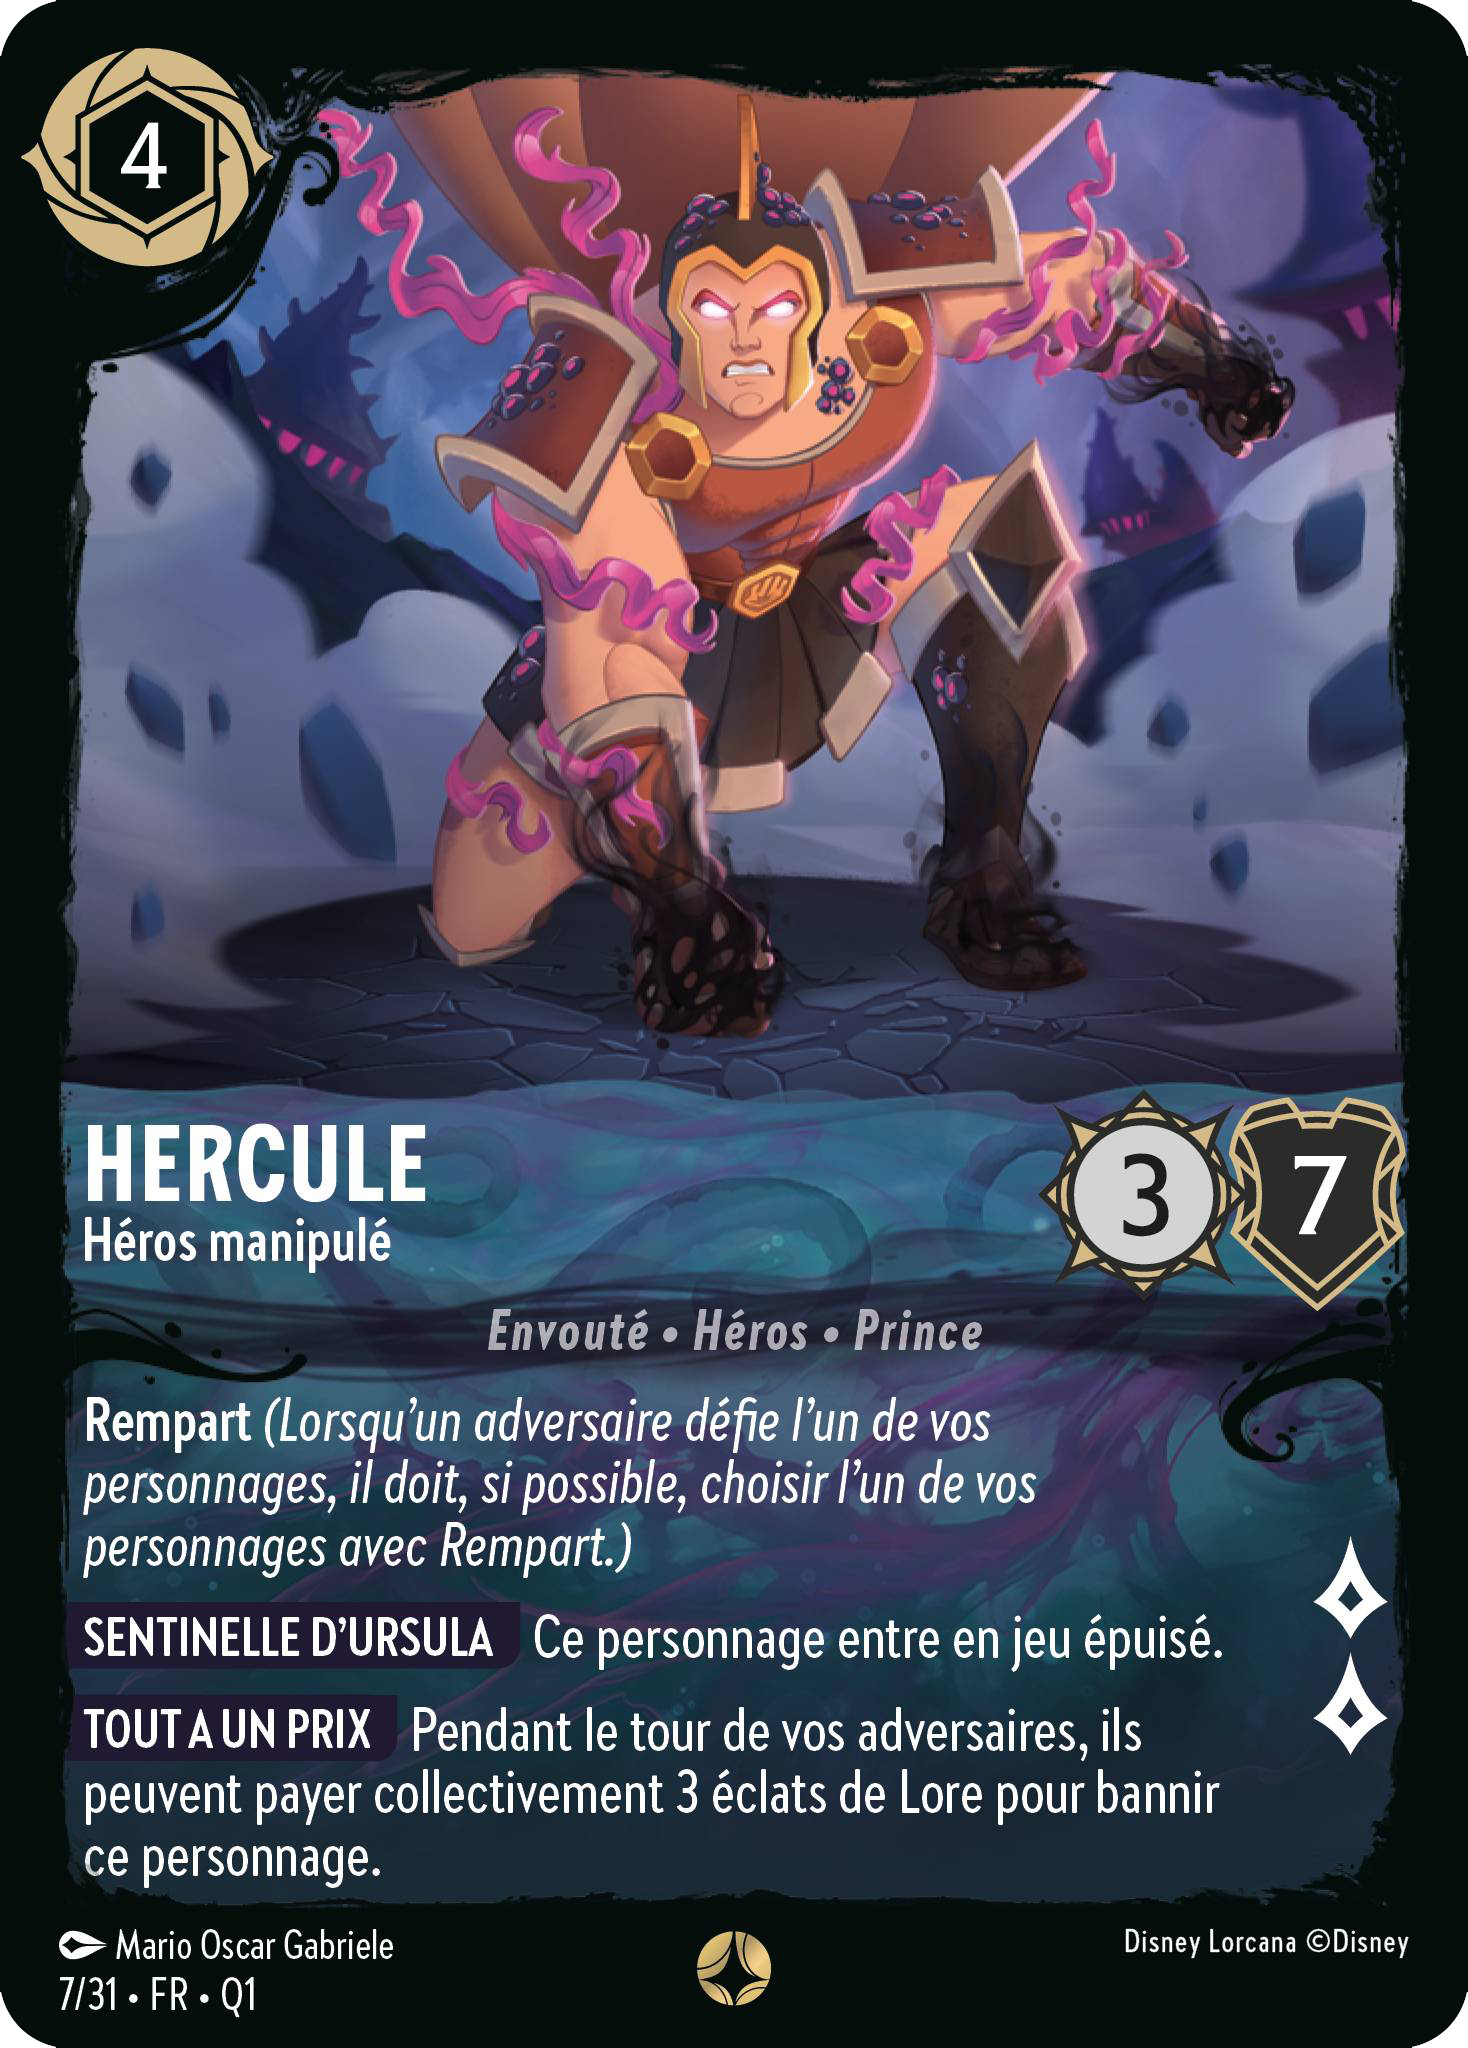 4
HERCULE
Héros manipulé
3
7
Envouté • Héros • Prince
Rempart (Lorsqu’un adversaire défie l’un de vos
personnages, il doit, si possible, choisir l’un de vos
personnages avec Rempart.)
SENTINELLE D’URSULA Ce personnage entre en jeu épuisé.
TOUT A UN PRIX Pendant le tour de vos adversaires, ils
peuvent payer collectivement 3 éclats de Lore pour bannir
ce personnage.
Mario Oscar Gabriele
Disney Lorcana ©Disney
7/31 • FR • Q1